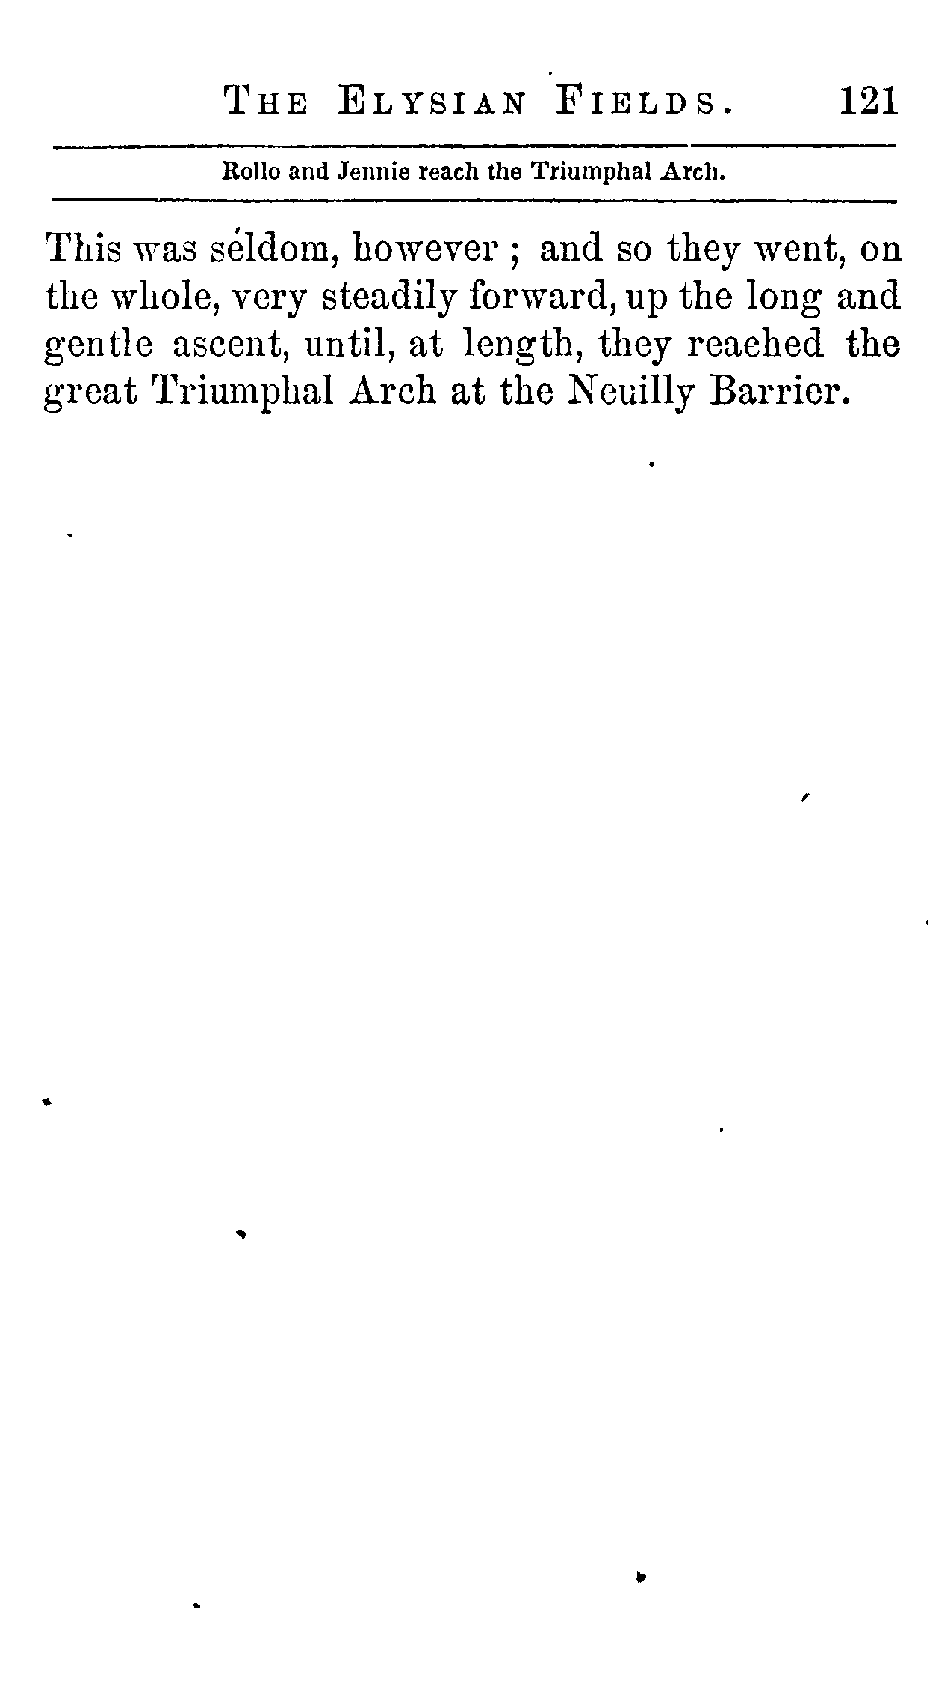 The Elysian Fields. 121
Rollo and Jennie reach the Triumphal Arch.
This was seldom, however ; and so they went, on
the whole, very steadily forward, up the long and
gentle ascent, until, at length, they reached the
great Triumphal Arch at the Neuilly Barrier.